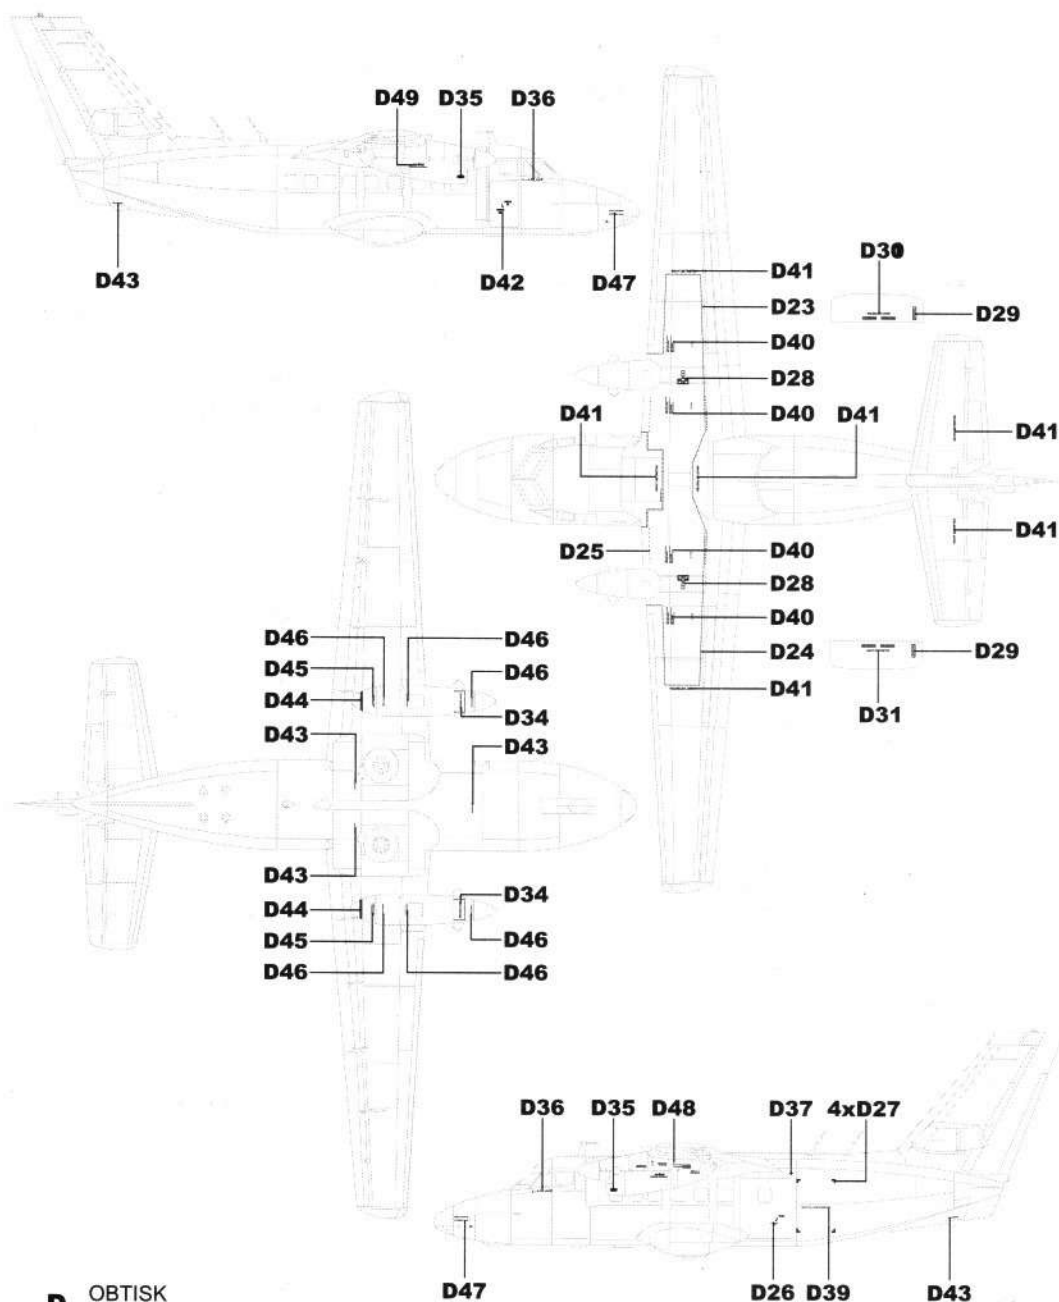 D49 D35 D36
D43 D42 D47
D41
D30
D23
D29
D40
D28
D41 D40 D41
D41
D41
D25 D40
D28
D40
D46 D46
D24 D29
D45 D46
D41
D44
D34 D31
D43 D43
D43
D44 D34
D45 D46
D46 D46
D36 D35 D48 D37 4xD27
D47 D26 D39 D43
D OBTISK